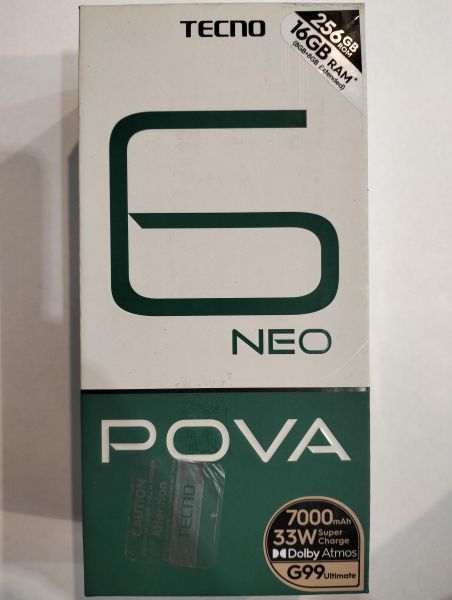 TECNO
256GB
ROM
16GB RAM*
(8GB+8GB Extended)
6
NEO
POVA
CAUTION
Attention
TECNO
7000mAh
33W Super
Charge
Dolby Atmos
G99 Ultimate